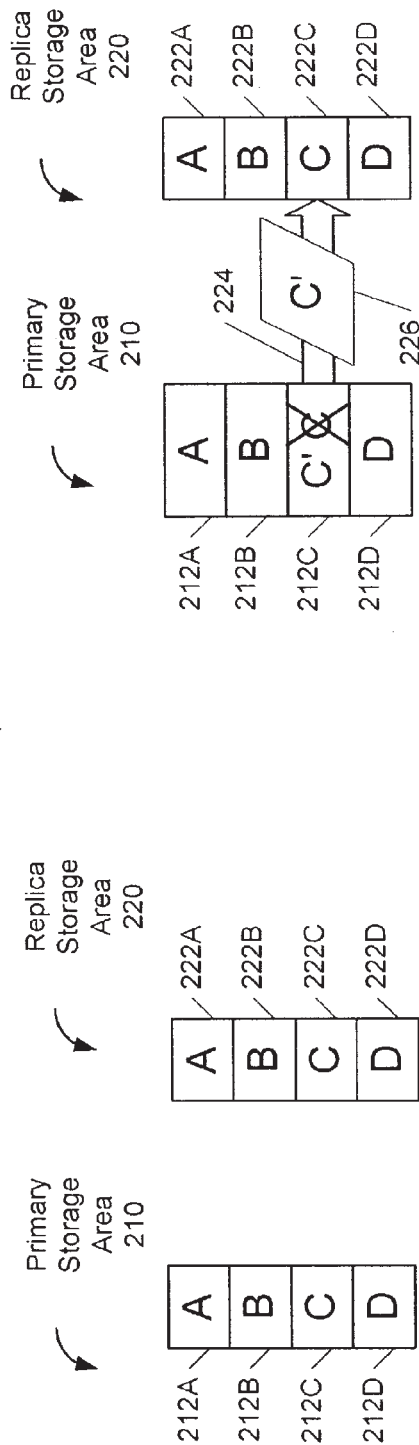 Primary
Storage
Area
210
Replica
Storage
Area
220
212A
A
A
222A
212B
B
B
222B
212C
C
C
222C
212D
D
D
222D
Primary
Storage
Area
210
Replica
Storage
Area
220
224
212A
A
A
222A
212B
B
B
222B
212C
C' C
C'
C
222C
212D
D
D
222D
226